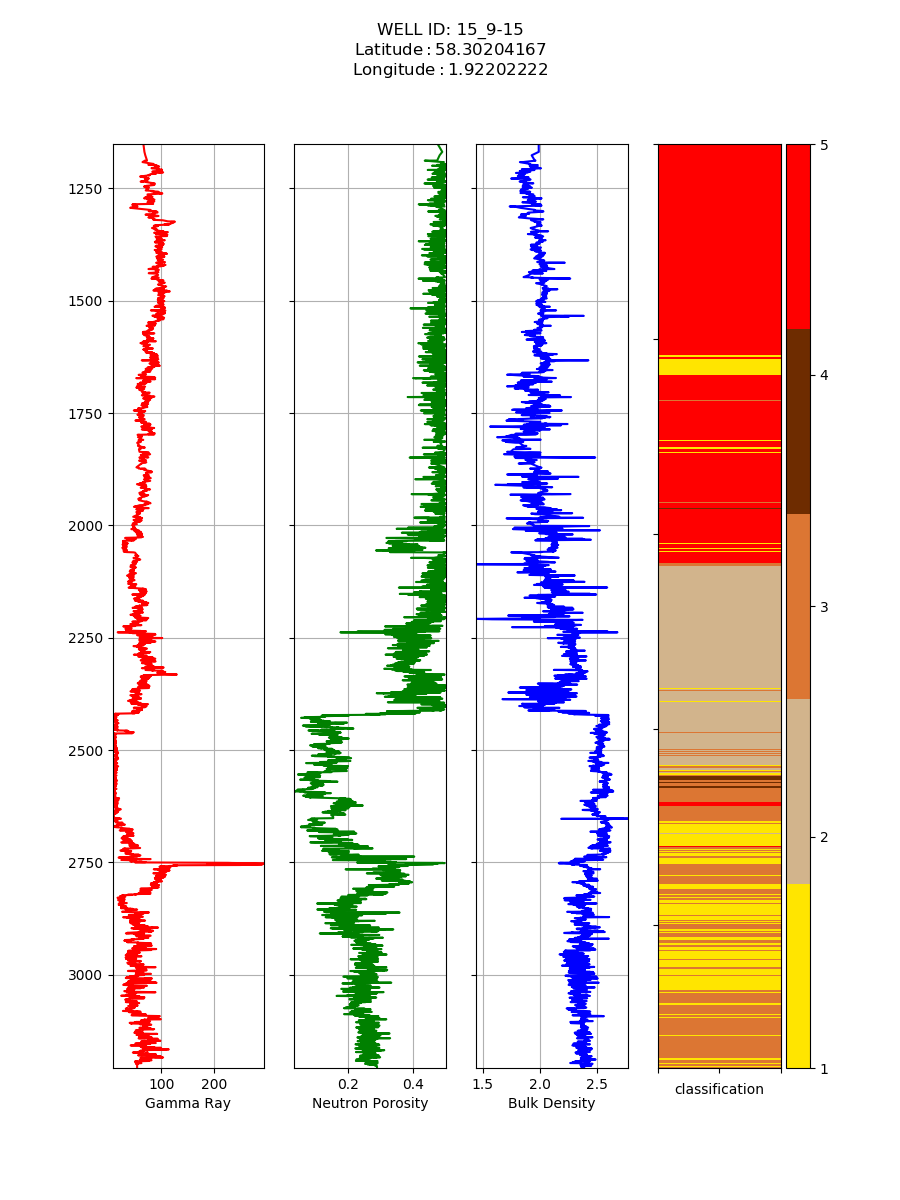 WELL ID: 15_9-15
Latitude : 58.30204167
Longitude : 1.92202222
1250
1500
1750
2000
2250
2500
2750
3000
100 200
Gamma Ray
0.2 0.4
Neutron Porosity
1.5 2.0 2.5
Bulk Density
classification
5
4
3
2
1